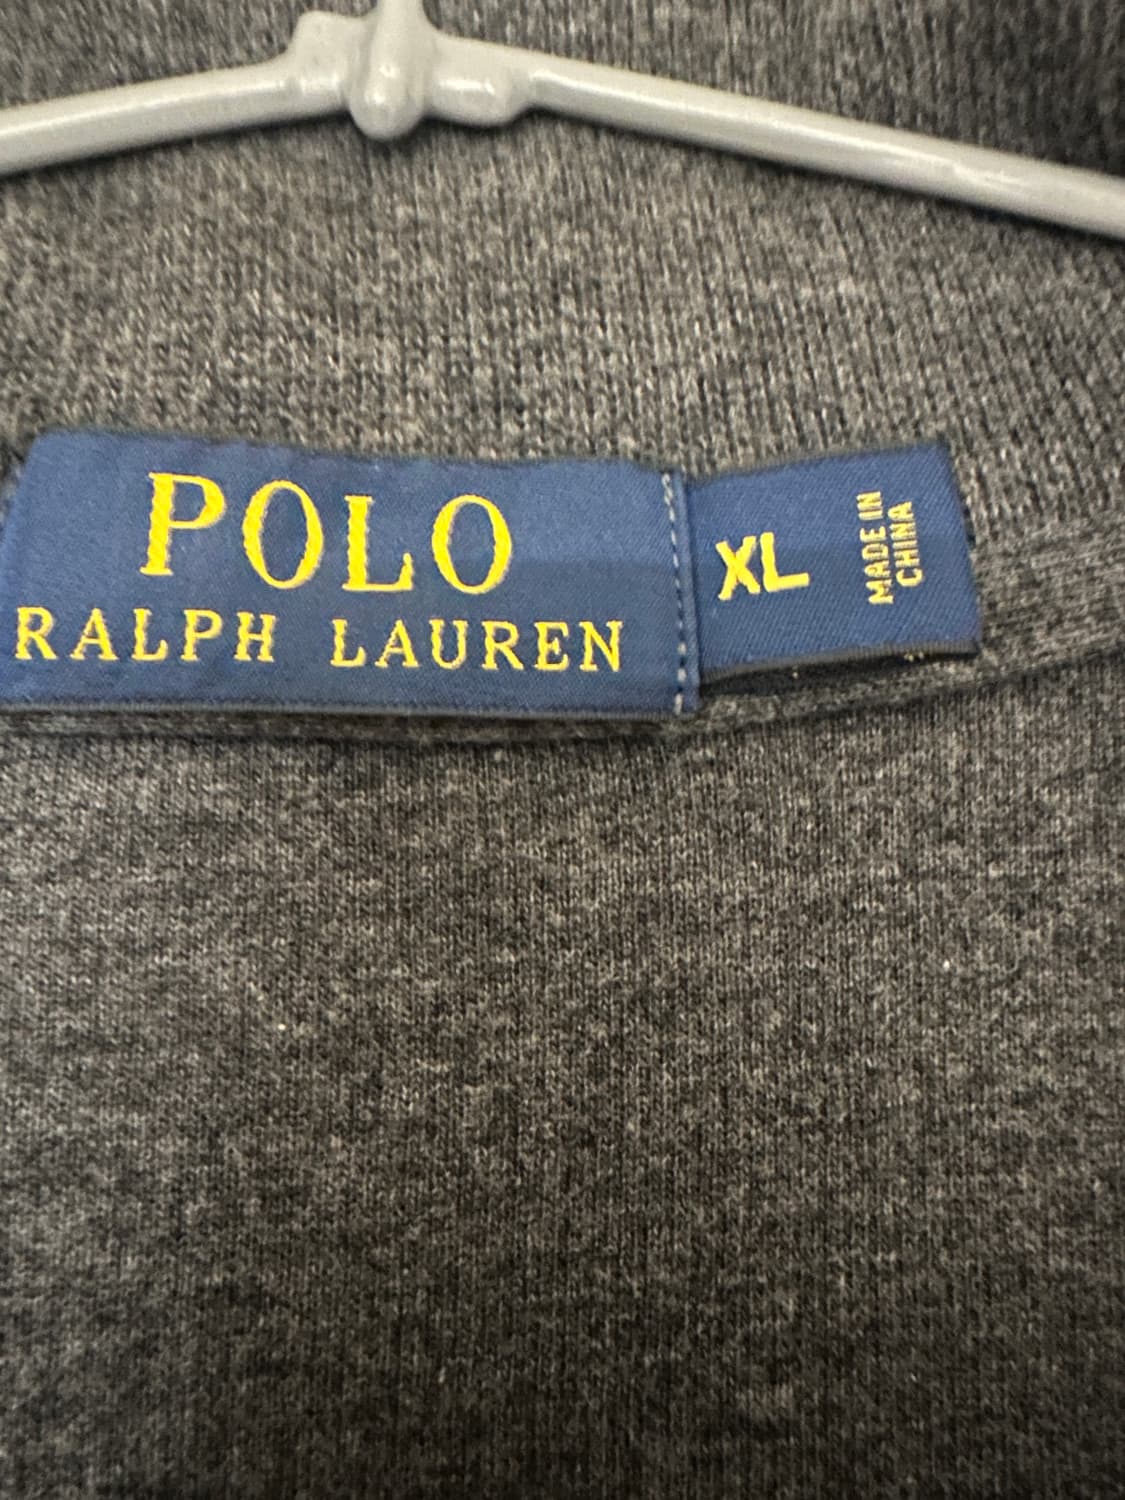 POLO
RALPH LAUREN
XL
MADE IN
CHINA